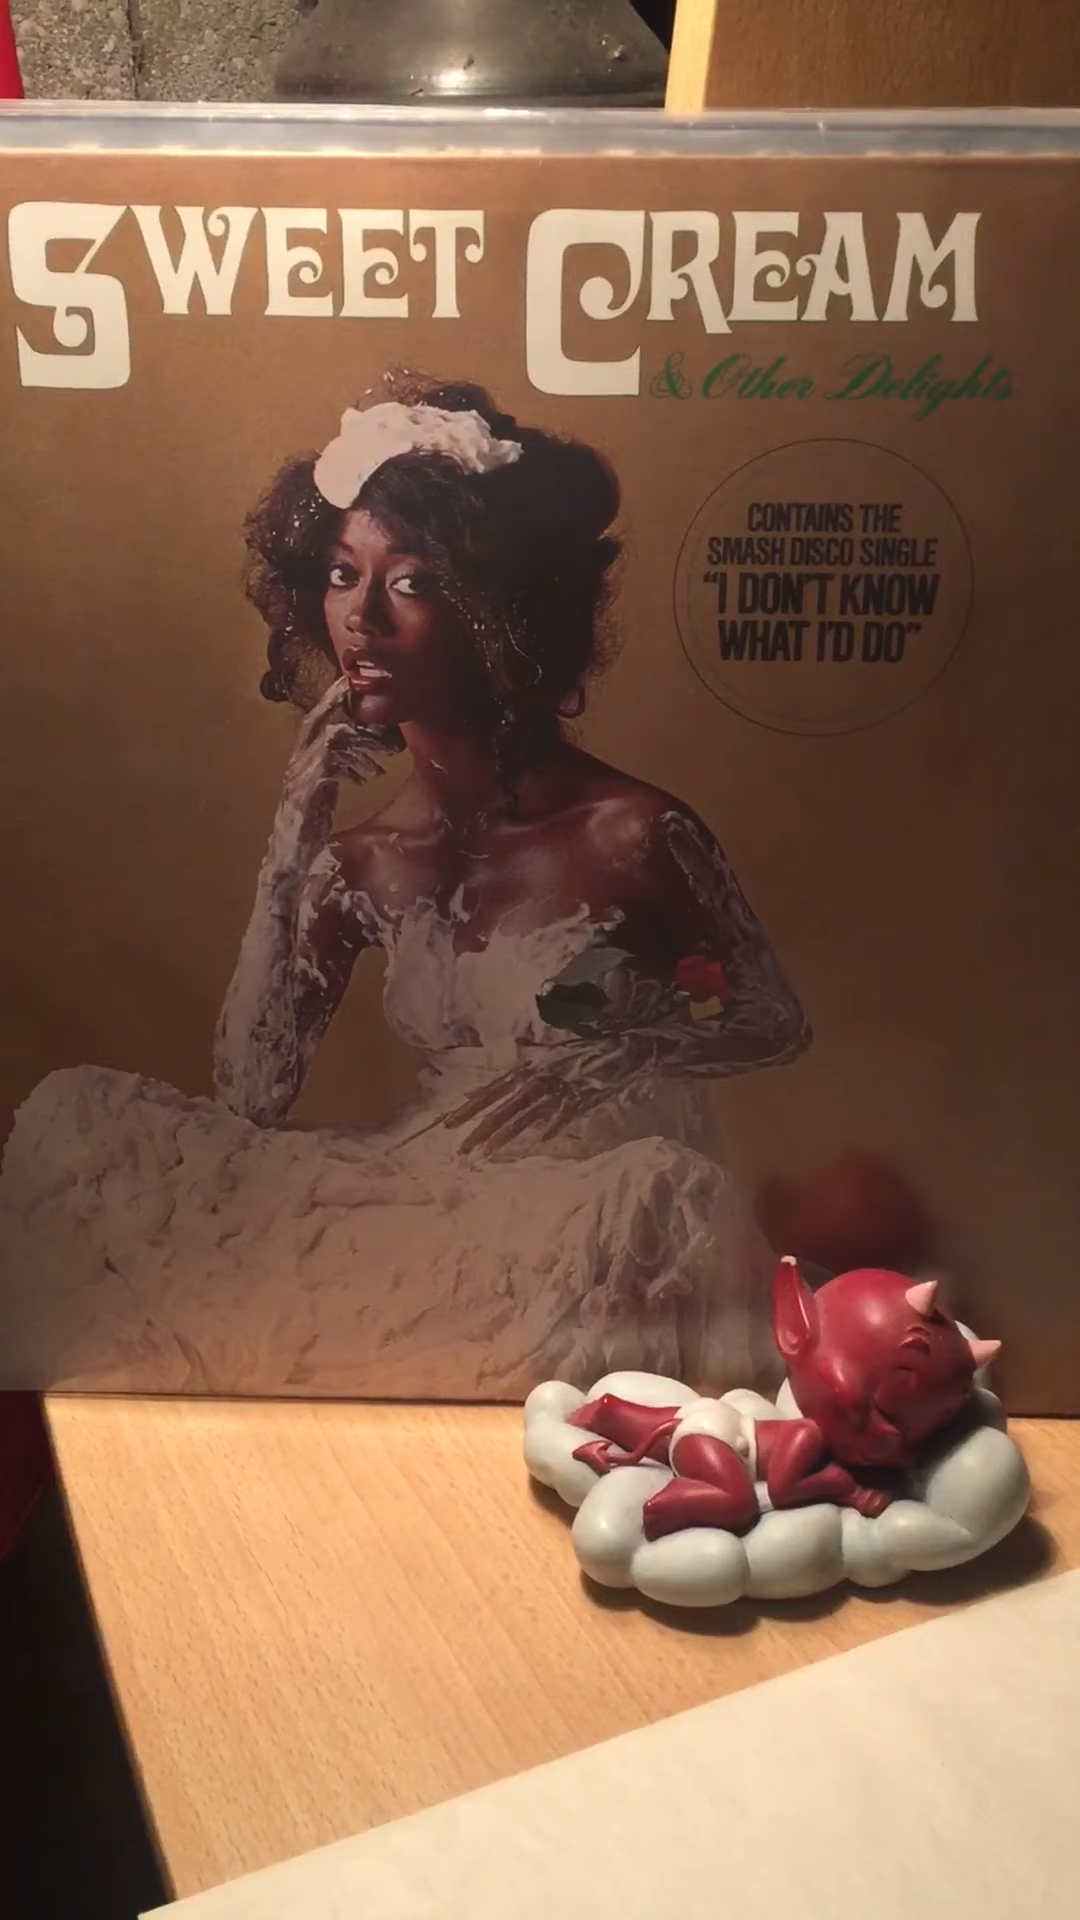 SWEET CREAM
& Other Delights
CONTAINS THE
SMASH DISCO SINGLE
“I DON'T KNOW
WHAT I'D DO”